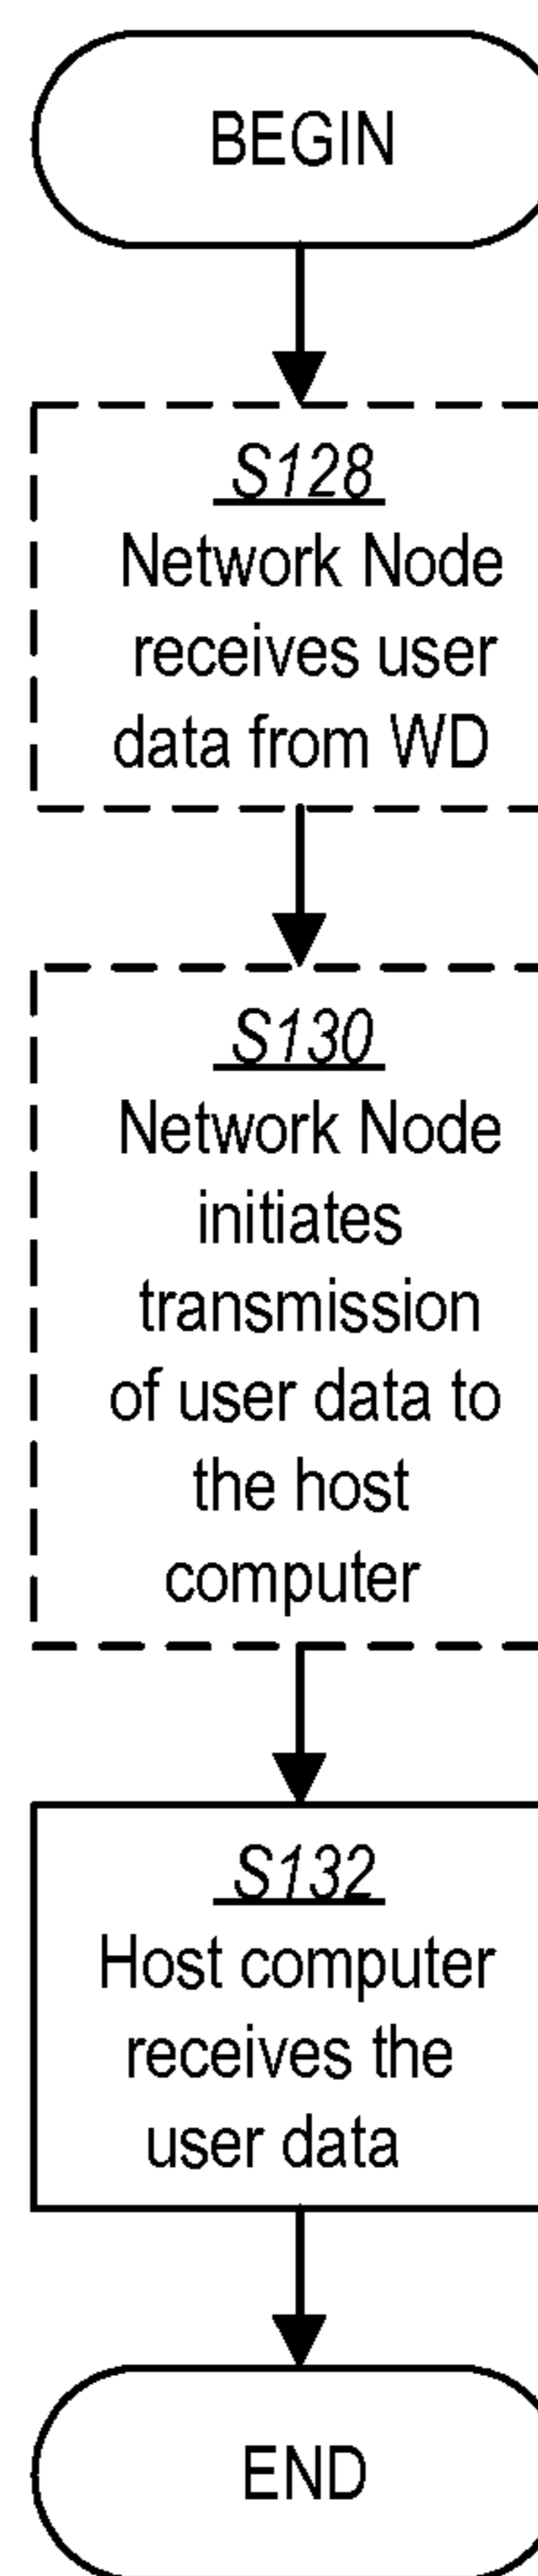 BEGIN
S128
Network Node
receives user
data from WD
S130
Network Node
initiates
transmission
of user data to
the host
computer
S132
Host computer
receives the
user data
END